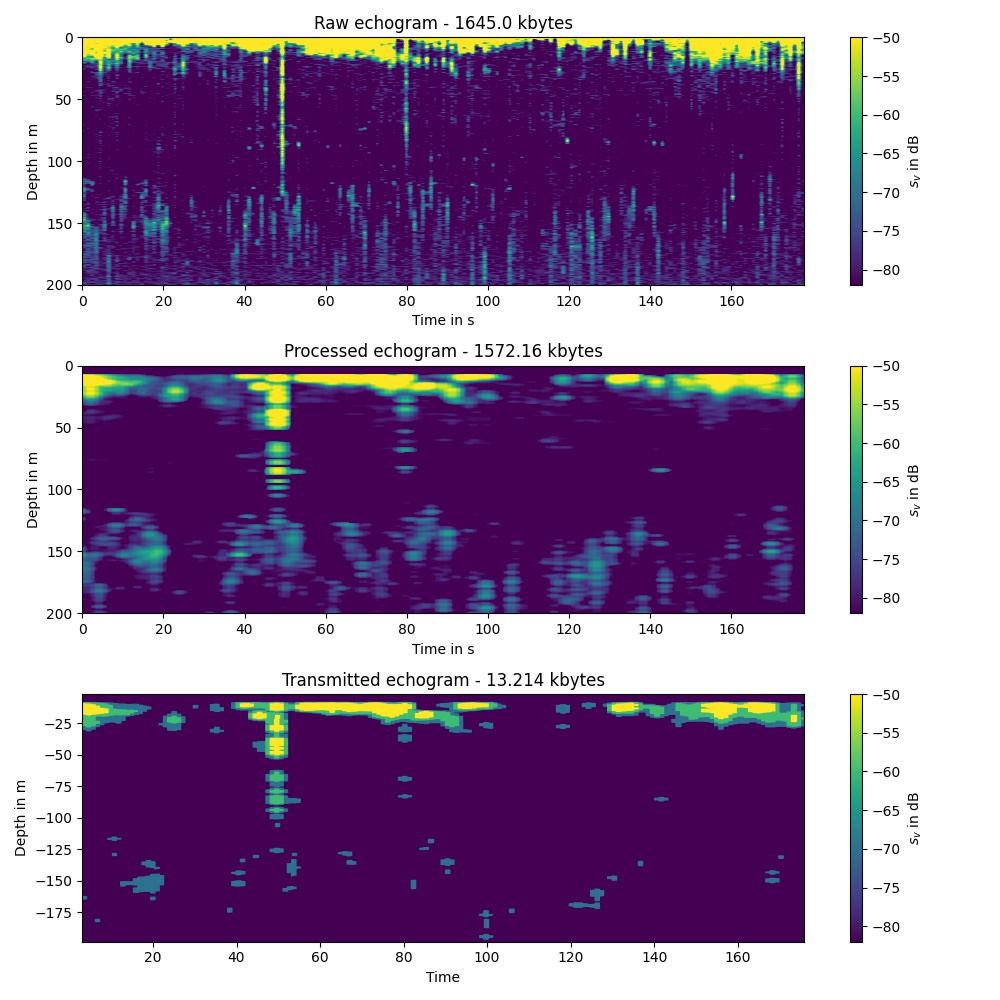 Raw echogram - 1645.0 kbytes
0
50
100
150
200
Depth in m
0 20 40 60 80 100 120 140 160
Time in s
−50
−55
−60
−65
−70
−75
−80
s_v in dB
Processed echogram - 1572.16 kbytes
0
50
100
150
200
Depth in m
0 20 40 60 80 100 120 140 160
Time in s
−50
−55
−60
−65
−70
−75
−80
s_v in dB
Transmitted echogram - 13.214 kbytes
−25
−50
−75
−100
−125
−150
−175
Depth in m
20 40 60 80 100 120 140 160
Time
−50
−55
−60
−65
−70
−75
−80
s_v in dB